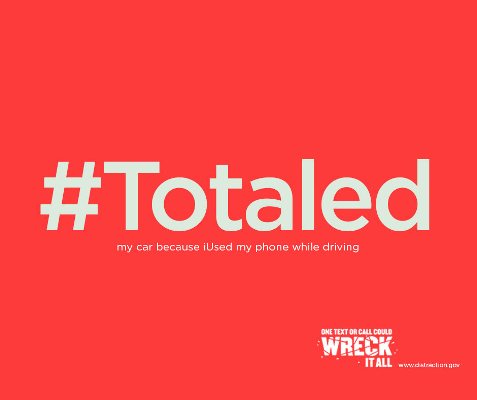 #Totaled
my car because iUsed my phone while driving
ONE TEXT OR CALL COULD
WRECK
IT ALL
www.distraction.gov